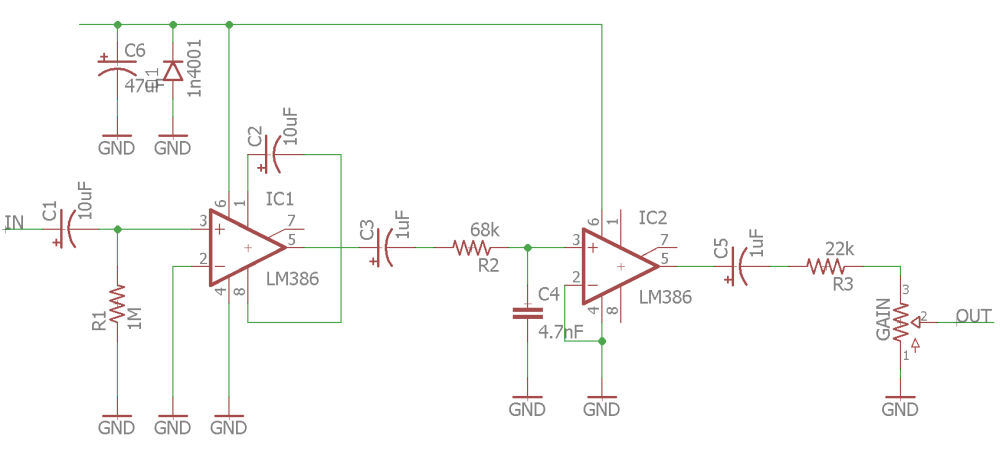 C6
47uF
1n4001
GND
GND
C2
10uF
IN
C1
10uF
R1
1M
GND
GND
GND
6
1
IC1
3
+
7
5
2
-
4
8
LM386
C3
1uF
68k
R2
C4
4.7nF
GND
6
1
IC2
3
+
7
5
2
-
4
8
LM386
GND
C5
1uF
22k
R3
3
GAIN
2
1
OUT
GND